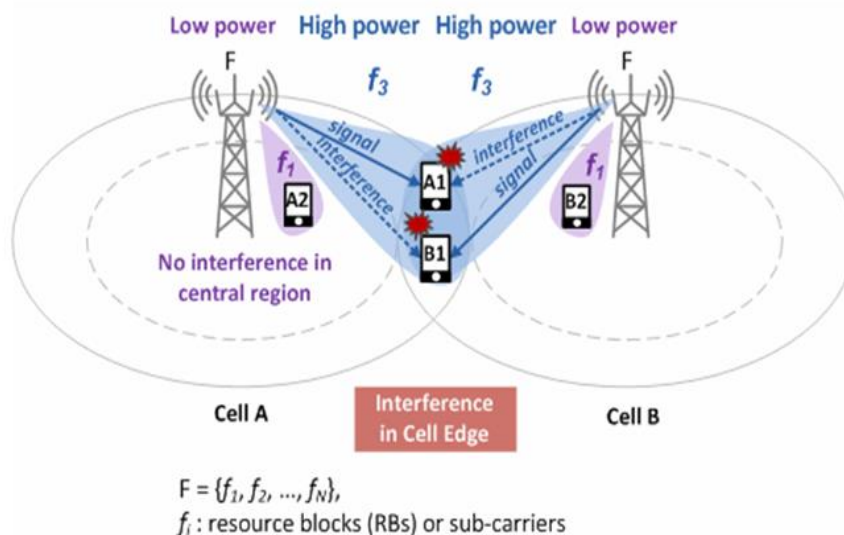 Low power High power High power Low power
F f₃ f₃ F
signal interference
interference signal
f₁ A1 f₁
A2 B2
B1
No interference in
central region
Cell A Interference Cell B
in Cell Edge
F = {f₁, f₂, ..., f_N},
f_i : resource blocks (RBs) or sub-carriers